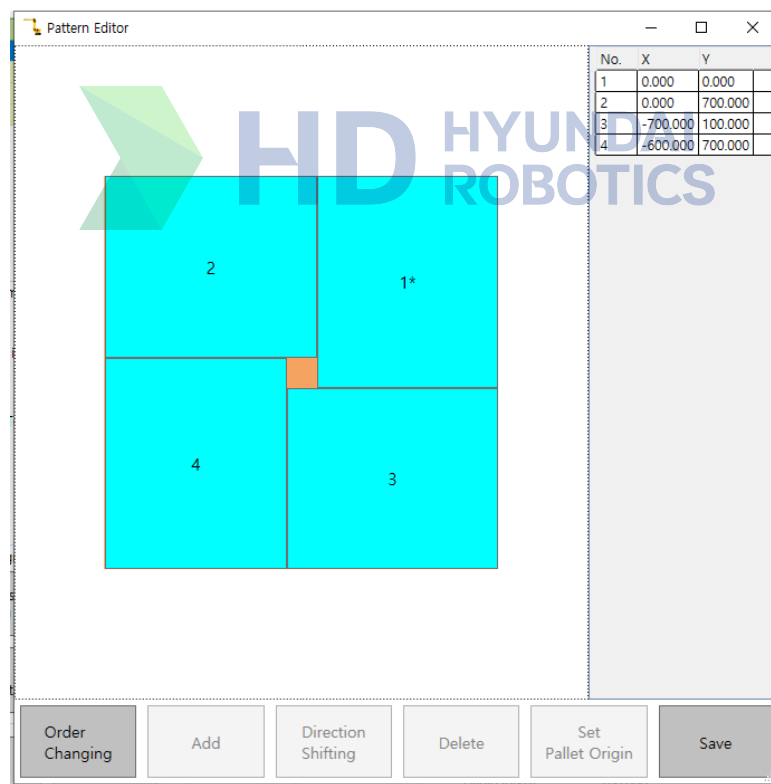 Pattern Editor
No. X Y
1 0.000 0.000
2 0.000 700.000
3 -700.000 100.000
4 -600.000 700.000
HD HYUNDAI
ROBOTICS
2
1*
4
3
Order
Changing
Add
Direction
Shifting
Delete
Set
Pallet Origin
Save